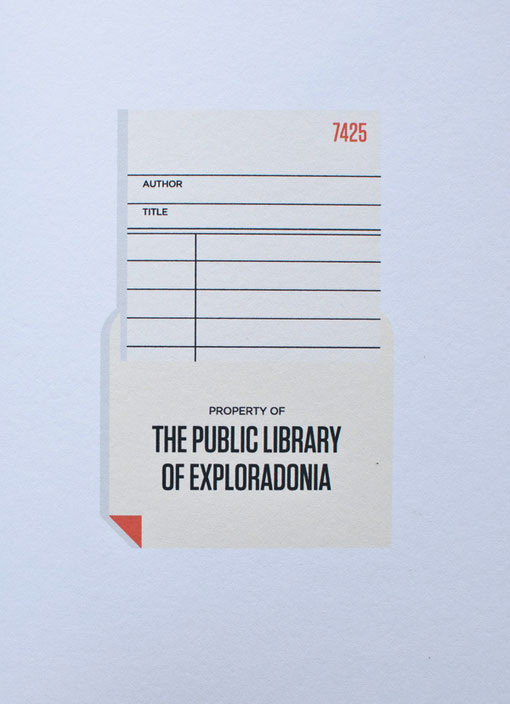 7425
AUTHOR
TITLE
PROPERTY OF
THE PUBLIC LIBRARY
OF EXPLORADONIA